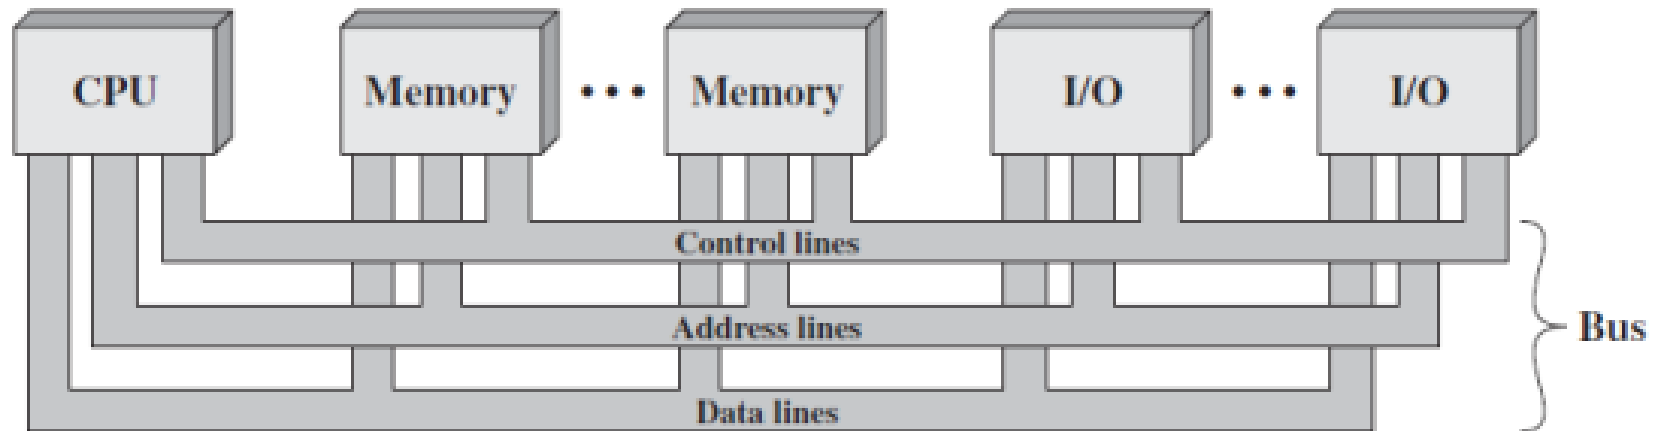 CPU
Memory
• • •
Memory
I/O
• • •
I/O
Control lines
Address lines
Bus
Data lines